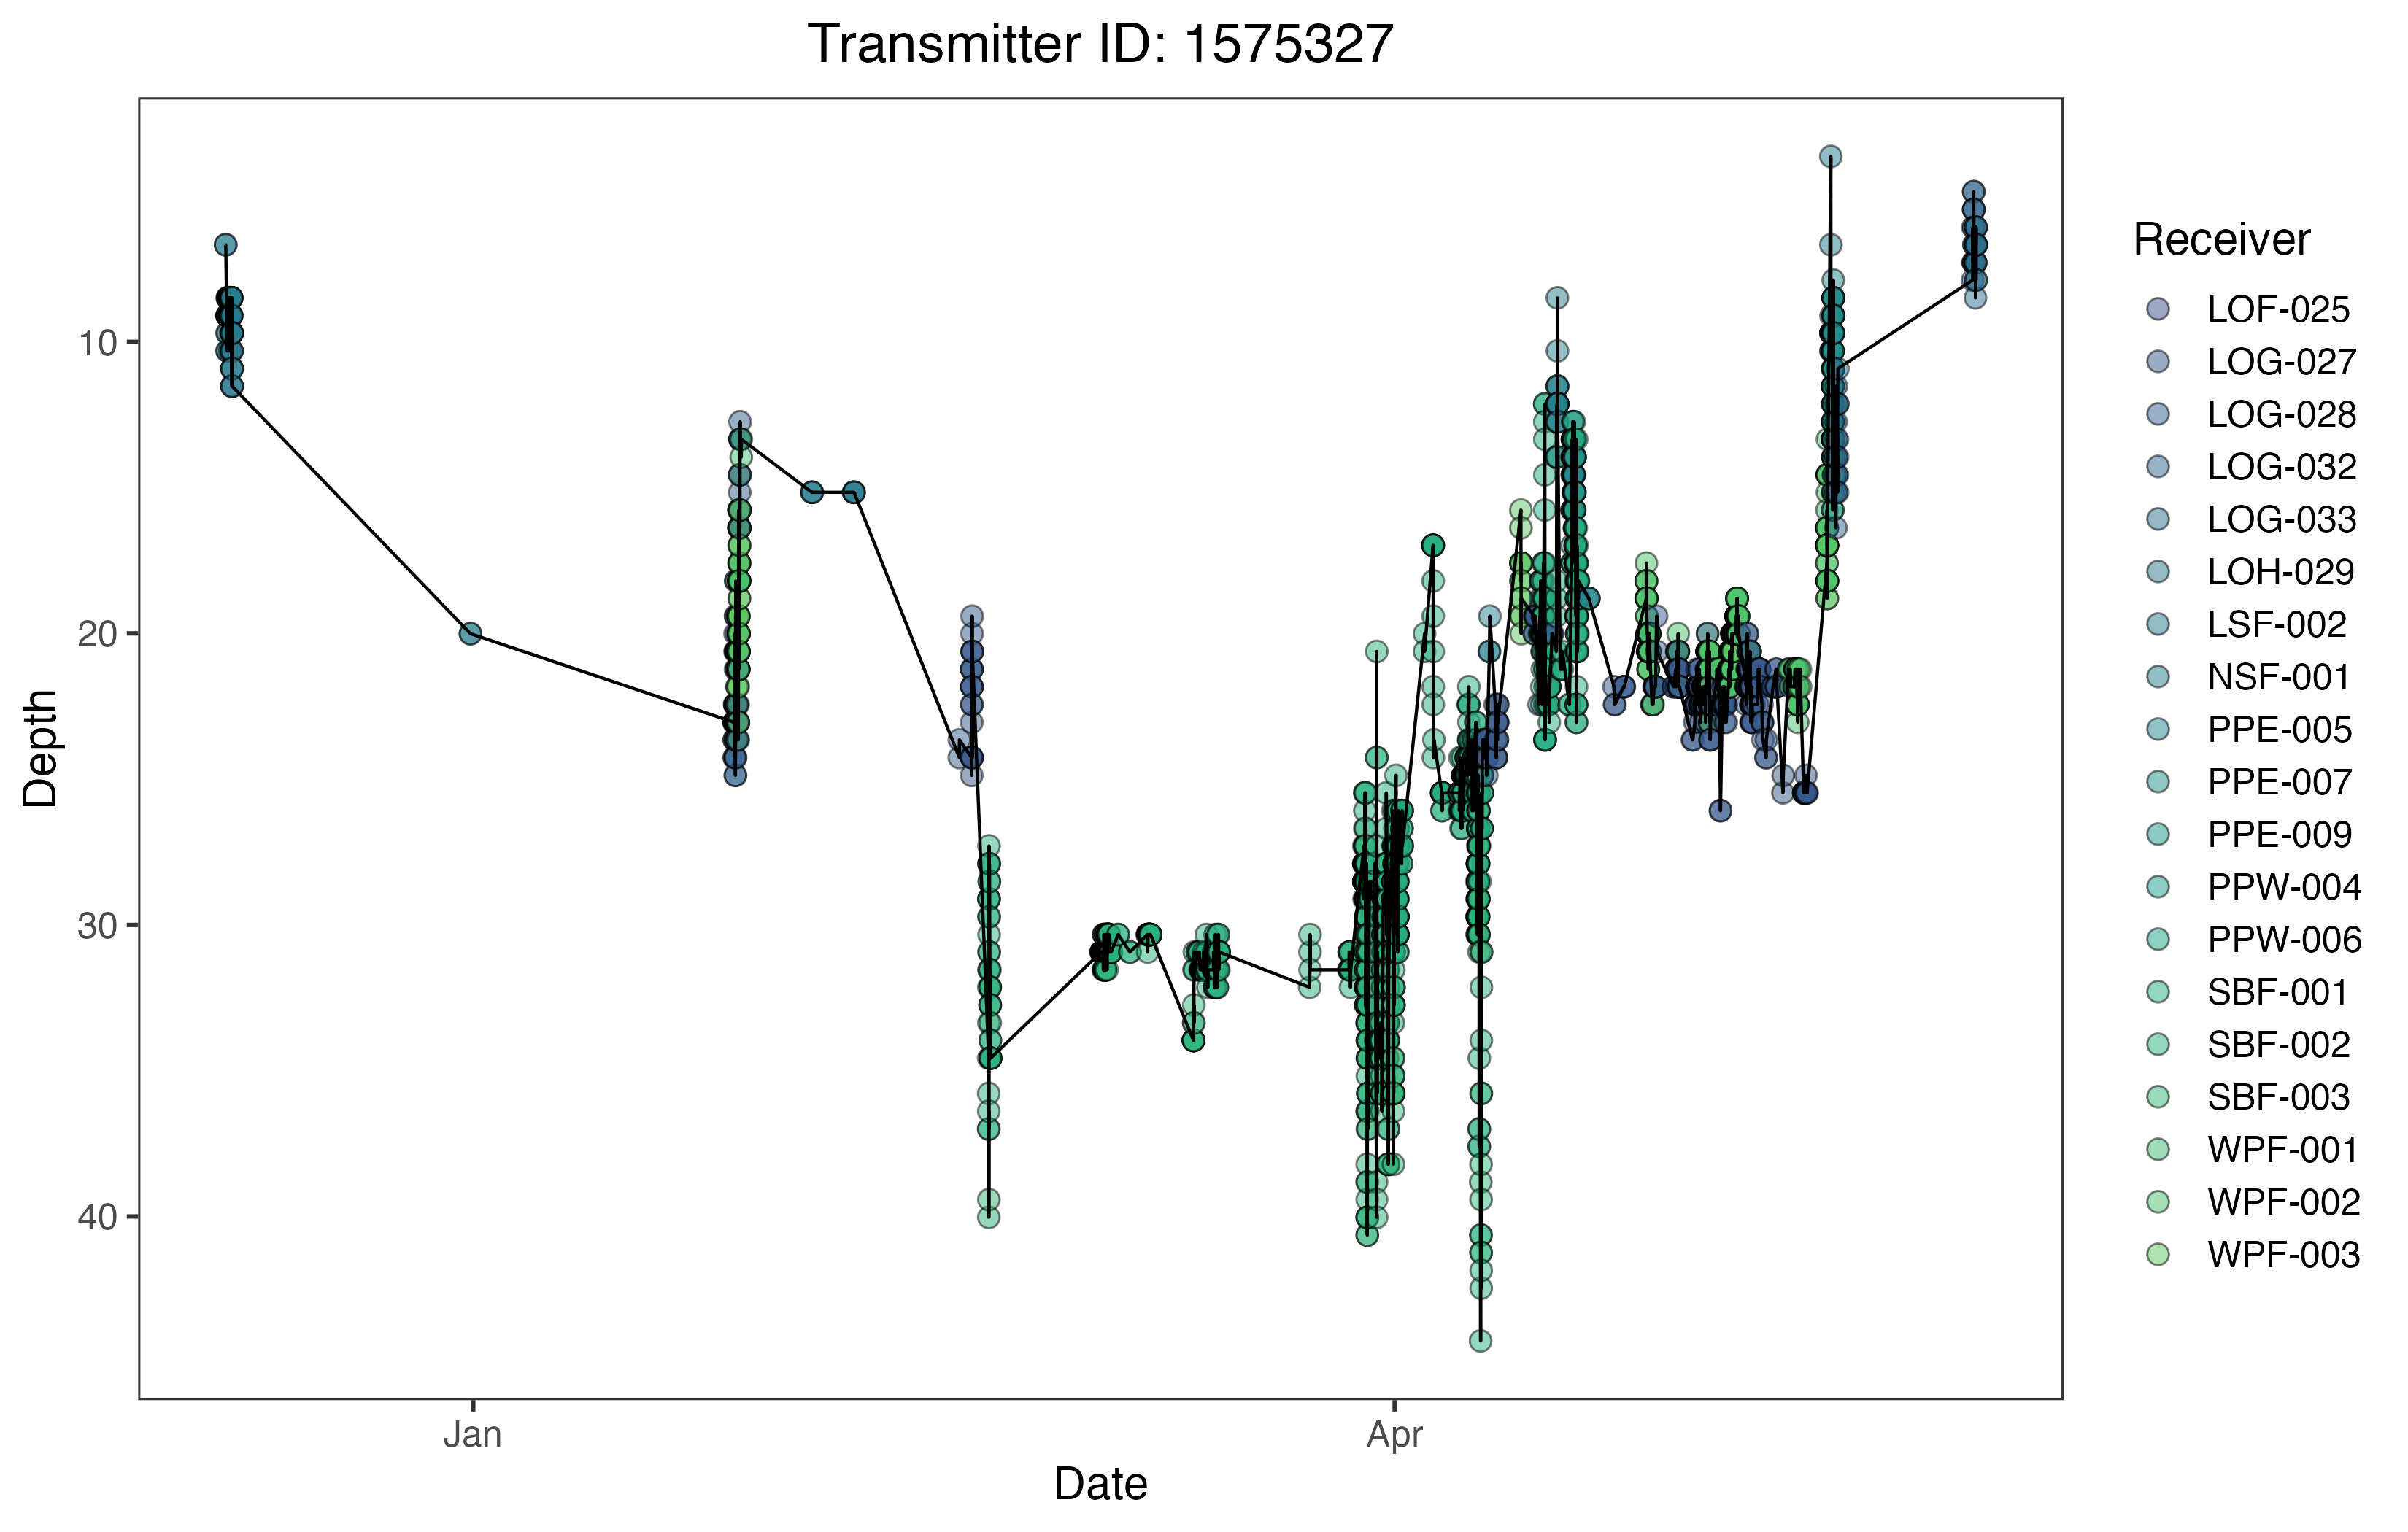 Transmitter ID: 1575327
Depth
10
20
30
40
Jan
Apr
Date
Receiver
LOF-025
LOG-027
LOG-028
LOG-032
LOG-033
LOH-029
LSF-002
NSF-001
PPE-005
PPE-007
PPE-009
PPW-004
PPW-006
SBF-001
SBF-002
SBF-003
WPF-001
WPF-002
WPF-003